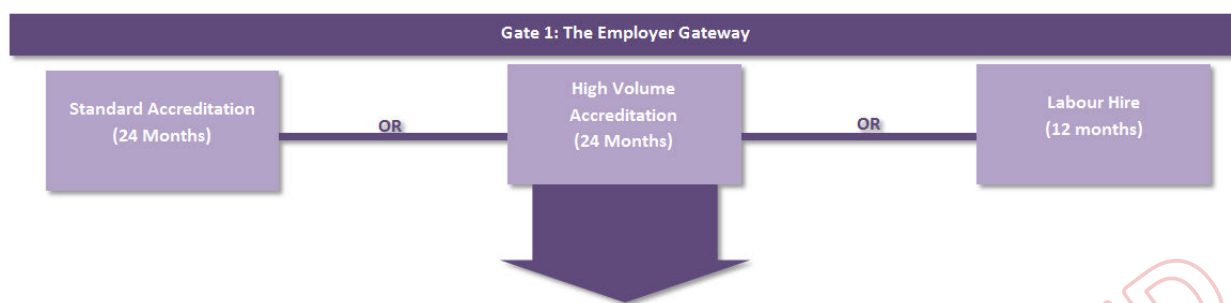 Gate 1: The Employer Gateway
Standard Accreditation
(24 Months)
OR
High Volume
Accreditation
(24 Months)
OR
Labour Hire
(12 months)